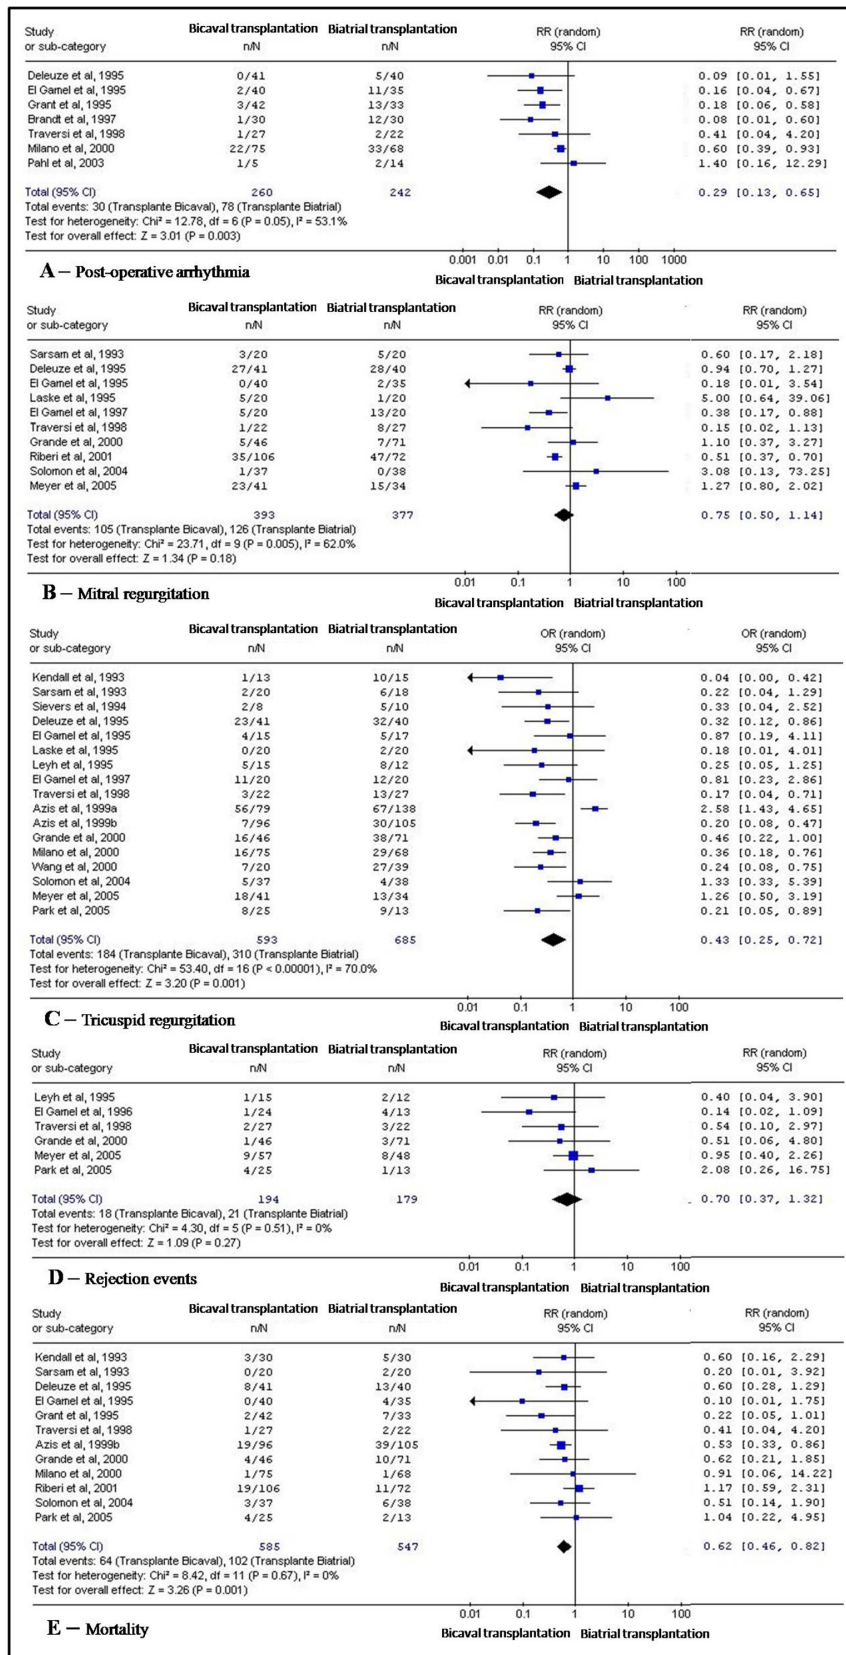 Study Bicaval transplantation Biatrial transplantation RR (random) RR (random)
or sub-category n/N n/N 95% CI 95% CI
Deleuze et al, 1995 0/41 5/40 0.09 [0.01, 1.55]
El Gamel et al, 1995 2/40 11/35 0.16 [0.04, 0.67]
Grant et al, 1995 3/42 13/33 0.18 [0.06, 0.58]
Brandt et al, 1997 1/30 12/30 0.08 [0.01, 0.60]
Traversi et al, 1998 1/27 2/22 0.41 [0.04, 4.20]
Milano et al, 2000 22/75 33/68 0.60 [0.39, 0.93]
Pahl et al, 2003 1/5 2/14 1.40 [0.16, 12.29]
Total (95% CI) 260 242 0.29 [0.13, 0.65]
Total events: 30 (Transplante Bicaval), 78 (Transplante Biatrial)
Test for heterogeneity: Chi² = 12.78, df = 6 (P = 0.05), I² = 53.1%
Test for overall effect: Z = 3.01 (P = 0.003)
0.001 0.01 0.1 1 10 100 1000
A – Post-operative arrhythmia Bicaval transplantation Biatrial transplantation
Study Bicaval transplantation Biatrial transplantation RR (random) RR (random)
or sub-category n/N n/N 95% CI 95% CI
Sarsam et al, 1993 3/20 5/20 0.60 [0.17, 2.18]
Deleuze et al, 1995 27/41 28/40 0.94 [0.70, 1.27]
El Gamel et al, 1995 0/40 2/35 0.18 [0.01, 3.54]
Laske et al, 1995 5/20 1/20 5.00 [0.64, 39.06]
El Gamel et al, 1997 5/20 13/20 0.38 [0.17, 0.88]
Traversi et al, 1998 1/22 8/27 0.15 [0.02, 1.13]
Grande et al, 2000 5/46 7/71 1.10 [0.37, 3.27]
Riberi et al, 2001 35/106 47/72 0.51 [0.37, 0.70]
Solomon et al, 2004 1/37 0/38 3.08 [0.13, 73.25]
Meyer et al, 2005 23/41 15/34 1.27 [0.80, 2.02]
Total (95% CI) 393 377 0.75 [0.50, 1.14]
Total events: 105 (Transplante Bicaval), 126 (Transplante Biatrial)
Test for heterogeneity: Chi² = 23.71, df = 9 (P = 0.005), I² = 62.0%
Test for overall effect: Z = 1.34 (P = 0.18)
0.01 0.1 1 10 100
B – Mitral regurgitation Bicaval transplantation Biatrial transplantation
Study Bicaval transplantation Biatrial transplantation OR (random) OR (random)
or sub-category n/N n/N 95% CI 95% CI
Kendall et al, 1993 1/13 10/15 0.04 [0.00, 0.42]
Sarsam et al, 1993 2/20 6/18 0.22 [0.04, 1.29]
Sievers et al, 1994 2/8 5/10 0.33 [0.04, 2.52]
Deleuze et al, 1995 23/41 32/40 0.32 [0.12, 0.86]
El Gamel et al, 1995 4/15 5/17 0.87 [0.19, 4.11]
Laske et al, 1995 0/20 2/20 0.18 [0.01, 4.01]
Leyh et al, 1995 5/15 8/12 0.25 [0.05, 1.25]
El Gamel et al, 1997 11/20 12/20 0.81 [0.23, 2.86]
Traversi et al, 1998 3/22 13/27 0.17 [0.04, 0.71]
Azis et al, 1999a 56/79 67/138 2.58 [1.43, 4.65]
Azis et al, 1999b 7/96 30/105 0.20 [0.08, 0.47]
Grande et al, 2000 16/46 38/71 0.46 [0.22, 1.00]
Milano et al, 2000 16/75 29/68 0.36 [0.18, 0.76]
Wang et al, 2000 7/20 27/39 0.24 [0.08, 0.75]
Solomon et al, 2004 5/37 4/38 1.33 [0.33, 5.39]
Meyer et al, 2005 18/41 13/34 1.26 [0.50, 3.19]
Park et al, 2005 8/25 9/13 0.21 [0.05, 0.89]
Total (95% CI) 593 685 0.43 [0.25, 0.72]
Total events: 184 (Transplante Bicaval), 310 (Transplante Biatrial)
Test for heterogeneity: Chi² = 53.40, df = 16 (P < 0.00001), I² = 70.0%
Test for overall effect: Z = 3.20 (P = 0.001)
0.01 0.1 1 10 100
C – Tricuspid regurgitation Bicaval transplantation Biatrial transplantation
Study Bicaval transplantation Biatrial transplantation RR (random) RR (random)
or sub-category n/N n/N 95% CI 95% CI
Leyh et al, 1995 1/15 2/12 0.40 [0.04, 3.90]
El Gamel et al, 1996 1/24 4/13 0.14 [0.02, 1.09]
Traversi et al, 1998 2/27 3/22 0.54 [0.10, 2.97]
Grande et al, 2000 1/46 3/71 0.51 [0.06, 4.80]
Meyer et al, 2005 9/57 8/48 0.95 [0.40, 2.26]
Park et al, 2005 4/25 1/13 2.08 [0.26, 16.75]
Total (95% CI) 194 179 0.70 [0.37, 1.32]
Total events: 18 (Transplante Bicaval), 21 (Transplante Biatrial)
Test for heterogeneity: Chi² = 4.30, df = 5 (P = 0.51), I² = 0%
Test for overall effect: Z = 1.09 (P = 0.27)
0.01 0.1 1 10 100
D – Rejection events Bicaval transplantation Biatrial transplantation
Study Bicaval transplantation Biatrial transplantation RR (random) RR (random)
or sub-category n/N n/N 95% CI 95% CI
Kendall et al, 1993 3/30 5/30 0.60 [0.16, 2.29]
Sarsam et al, 1993 0/20 2/20 0.20 [0.01, 3.92]
Deleuze et al, 1995 8/41 13/40 0.60 [0.28, 1.29]
El Gamel et al, 1995 0/40 4/35 0.10 [0.01, 1.75]
Grant et al, 1995 2/42 7/33 0.22 [0.05, 1.01]
Traversi et al, 1998 1/27 2/22 0.41 [0.04, 4.20]
Azis et al, 1999b 19/96 39/105 0.53 [0.33, 0.86]
Grande et al, 2000 4/46 10/71 0.62 [0.21, 1.85]
Milano et al, 2000 1/75 1/68 0.91 [0.06, 14.22]
Riberi et al, 2001 19/106 11/72 1.17 [0.59, 2.31]
Solomon et al, 2004 3/37 6/38 0.51 [0.14, 1.90]
Park et al, 2005 4/25 2/13 1.04 [0.22, 4.95]
Total (95% CI) 585 547 0.62 [0.46, 0.82]
Total events: 64 (Transplante Bicaval), 102 (Transplante Biatrial)
Test for heterogeneity: Chi² = 8.42, df = 11 (P = 0.67), I² = 0%
Test for overall effect: Z = 3.26 (P = 0.001)
0.01 0.1 1 10 100
E – Mortality Bicaval transplantation Biatrial transplantation